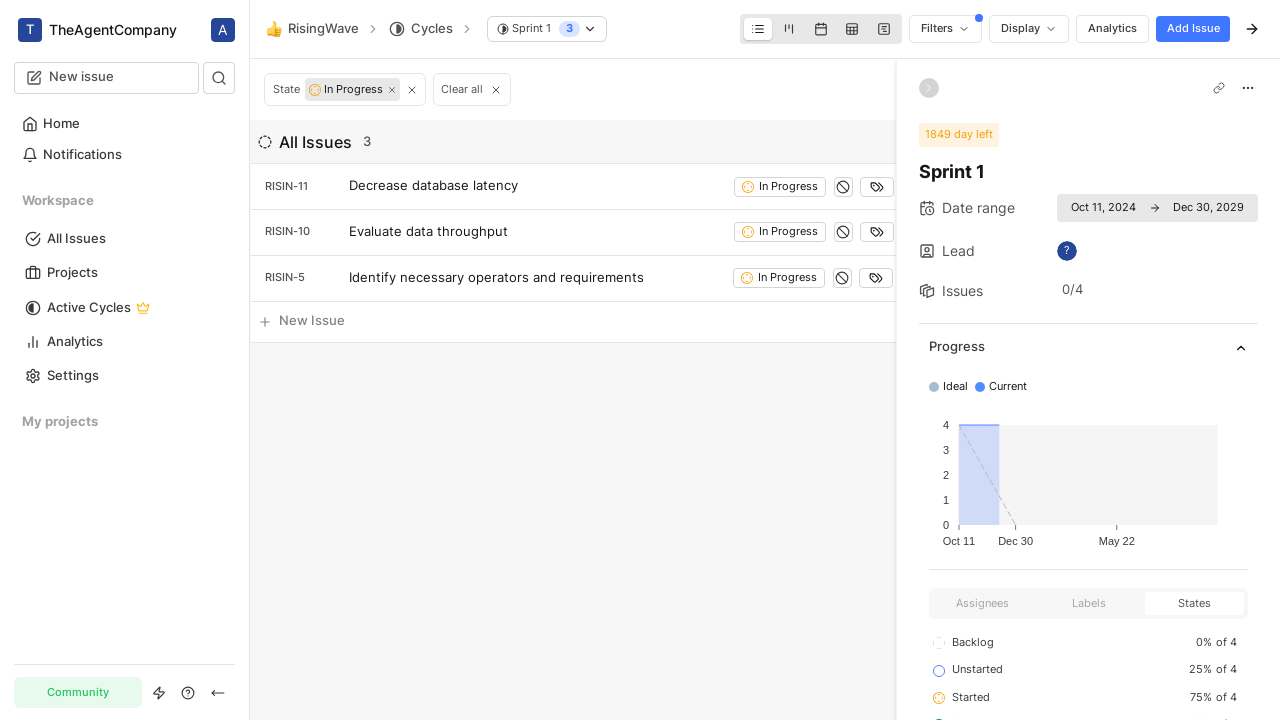 T TheAgentCompany A
New issue
Home
Notifications
Workspace
All Issues
Projects
Active Cycles
Analytics
Settings
My projects
Community
RisingWave Cycles Sprint 1 3
Filters Display Analytics Add Issue
State In Progress Clear all
All Issues 3
RISIN-11 Decrease database latency In Progress
RISIN-10 Evaluate data throughput In Progress
RISIN-5 Identify necessary operators and requirements In Progress
New Issue
1849 day left
Sprint 1
Date range Oct 11, 2024 Dec 30, 2029
Lead ?
Issues 0/4
Progress
Ideal Current
4
3
2
1
0
Oct 11 Dec 30 May 22
Assignees Labels States
Backlog 0% of 4
Unstarted 25% of 4
Started 75% of 4